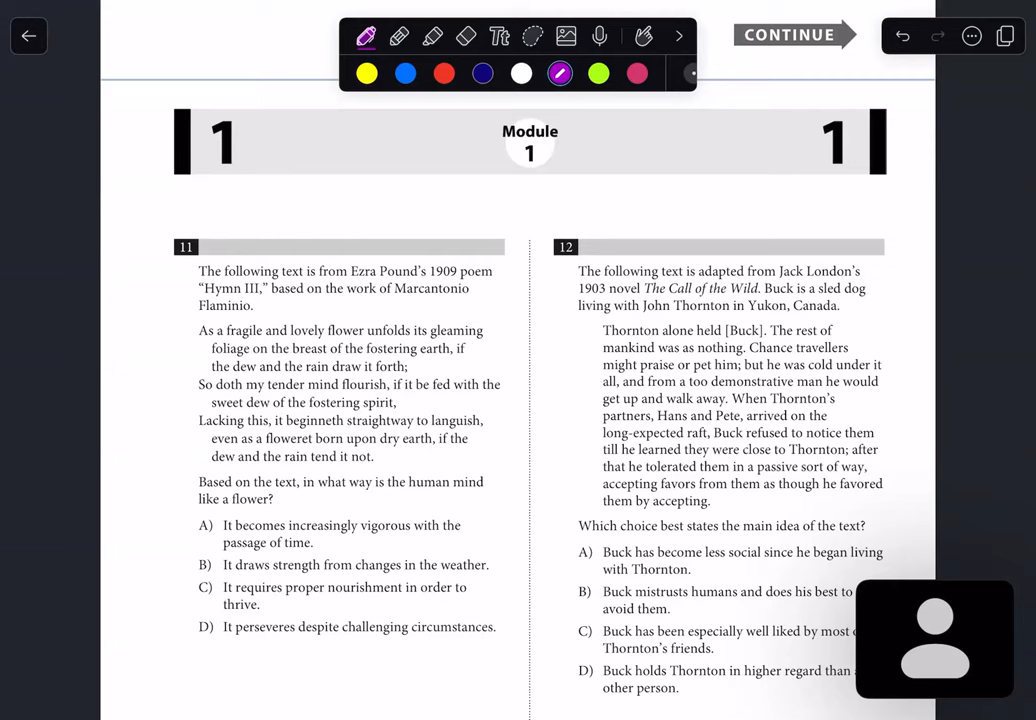 Tt
CONTINUE
1
Module
1
1
11
The following text is from Ezra Pound’s 1909 poem
“Hymn III,” based on the work of Marcantonio
Flaminio.
As a fragile and lovely flower unfolds its gleaming
foliage on the breast of the fostering earth, if
the dew and the rain draw it forth;
So doth my tender mind flourish, if it be fed with the
sweet dew of the fostering spirit,
Lacking this, it beginneth straightway to languish,
even as a floweret born upon dry earth, if the
dew and the rain tend it not.
Based on the text, in what way is the human mind
like a flower?
A) It becomes increasingly vigorous with the
passage of time.
B) It draws strength from changes in the weather.
C) It requires proper nourishment in order to
thrive.
D) It perseveres despite challenging circumstances.
12
The following text is adapted from Jack London’s
1903 novel The Call of the Wild. Buck is a sled dog
living with John Thornton in Yukon, Canada.
Thornton alone held [Buck]. The rest of
mankind was as nothing. Chance travellers
might praise or pet him; but he was cold under it
all, and from a too demonstrative man he would
get up and walk away. When Thornton’s
partners, Hans and Pete, arrived on the
long-expected raft, Buck refused to notice them
till he learned they were close to Thornton; after
that he tolerated them in a passive sort of way,
accepting favors from them as though he favored
them by accepting.
Which choice best states the main idea of the text?
A) Buck has become less social since he began living
with Thornton.
B) Buck mistrusts humans and does his best to
avoid them.
C) Buck has been especially well liked by most
Thornton’s friends.
D) Buck holds Thornton in higher regard than
other person.